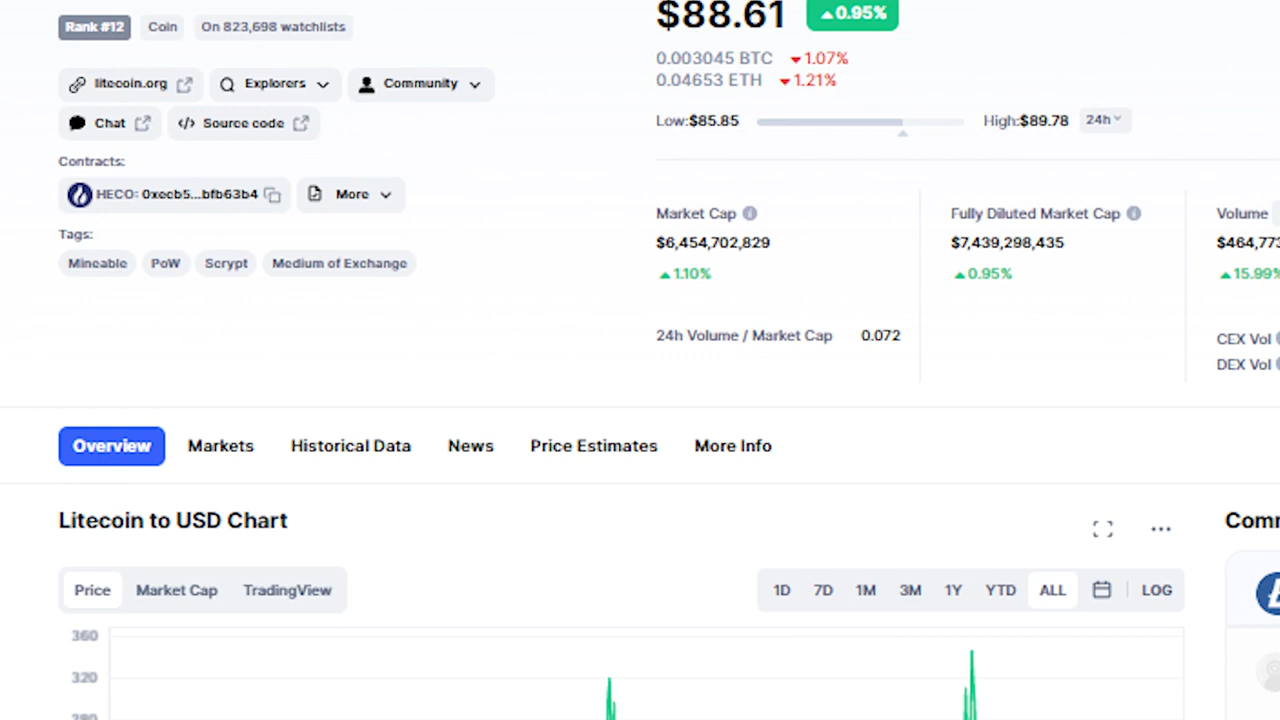 Rank #12 Coin On 823,698 watchlists
litecoin.org Explorers Community
Chat Source code
Contracts:
HECO: 0xecb5...bfb63b4 More
Tags:
Mineable PoW Scrypt Medium of Exchange
$88.61 0.95%
0.003045 BTC 1.07%
0.04653 ETH 1.21%
Low:$85.85 High:$89.78 24h
Market Cap
$6,454,702,829
1.10%
24h Volume / Market Cap 0.072
Fully Diluted Market Cap
$7,439,298,435
0.95%
Volume
$464,773
15.99%
CEX Vol
DEX Vol
Overview Markets Historical Data News Price Estimates More Info
Litecoin to USD Chart
Price Market Cap TradingView
1D 7D 1M 3M 1Y YTD ALL LOG
360
320
280